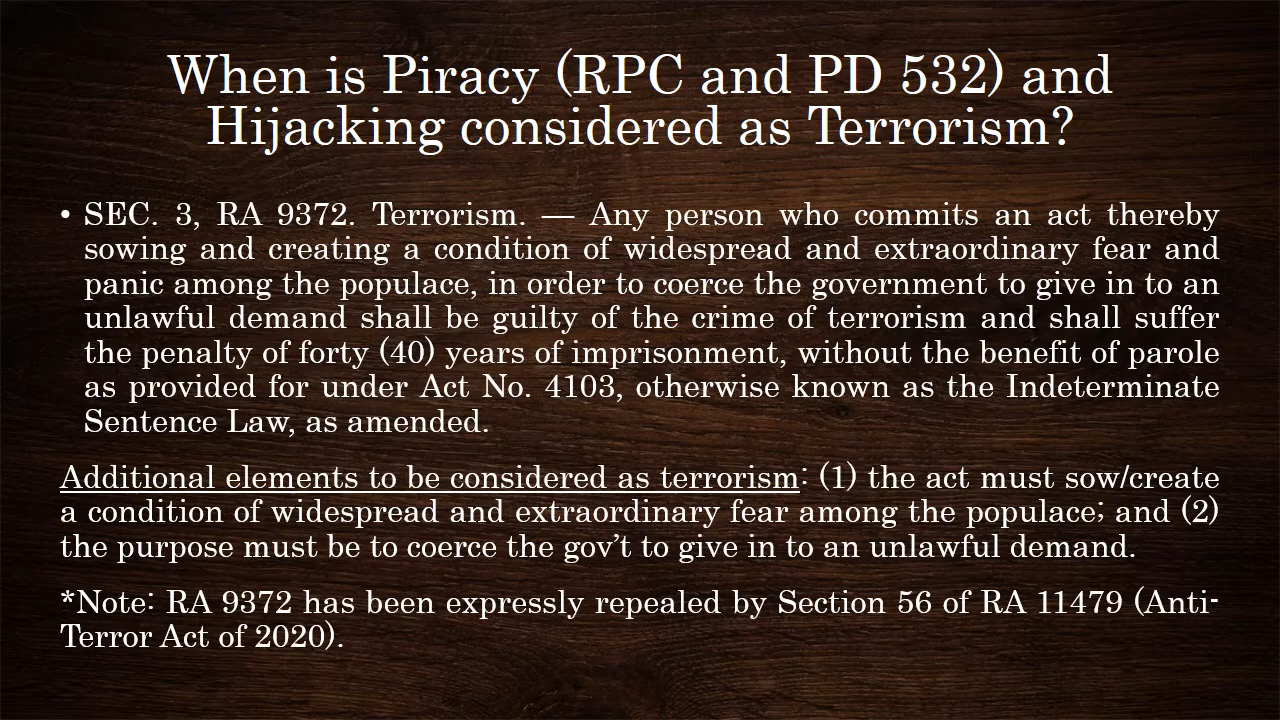 When is Piracy (RPC and PD 532) and
Hijacking considered as Terrorism?
• SEC. 3, RA 9372. Terrorism. — Any person who commits an act thereby
sowing and creating a condition of widespread and extraordinary fear and
panic among the populace, in order to coerce the government to give in to an
unlawful demand shall be guilty of the crime of terrorism and shall suffer
the penalty of forty (40) years of imprisonment, without the benefit of parole
as provided for under Act No. 4103, otherwise known as the Indeterminate
Sentence Law, as amended.
Additional elements to be considered as terrorism: (1) the act must sow/create
a condition of widespread and extraordinary fear among the populace; and (2)
the purpose must be to coerce the gov’t to give in to an unlawful demand.
*Note: RA 9372 has been expressly repealed by Section 56 of RA 11479 (Anti-
Terror Act of 2020).